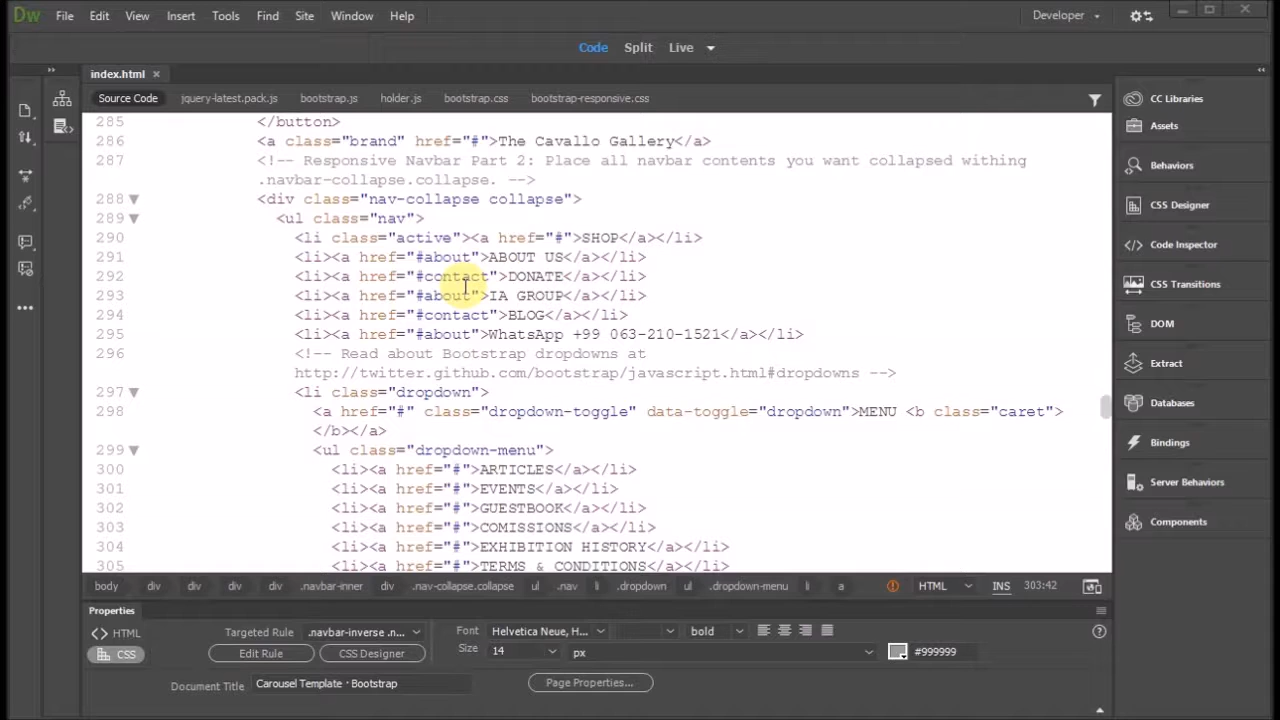 Dw File Edit View Insert Tools Find Site Window Help Developer
Code Split Live
index.html
Source Code jquery-latest.pack.js bootstrap.js holder.js bootstrap.css bootstrap-responsive.css
285 </button>
286 <a class="brand" href="#">The Cavallo Gallery</a>
287 <!-- Responsive Navbar Part 2: Place all navbar contents you want collapsed withing
.navbar-collapse.collapse. -->
288 <div class="nav-collapse collapse">
289 <ul class="nav">
290 <li class="active"><a href="#">SHOP</a></li>
291 <li><a href="#about">ABOUT US</a></li>
292 <li><a href="#contact">DONATE</a></li>
293 <li><a href="#about">IA GROUP</a></li>
294 <li><a href="#contact">BLOG</a></li>
295 <li><a href="#about">WhatsApp +99 063-210-1521</a></li>
296 <!-- Read about Bootstrap dropdowns at
http://twitter.github.com/bootstrap/javascript.html#dropdowns -->
297 <li class="dropdown">
298 <a href="#" class="dropdown-toggle" data-toggle="dropdown">MENU <b class="caret">
</b></a>
299 <ul class="dropdown-menu">
300 <li><a href="#">ARTICLES</a></li>
301 <li><a href="#">EVENTS</a></li>
302 <li><a href="#">GUESTBOOK</a></li>
303 <li><a href="#">COMISSIONS</a></li>
304 <li><a href="#">EXHIBITION HISTORY</a></li>
305 <li><a href="#">TERMS & CONDITIONS</a></li>
body div div div div .navbar-inner div .nav-collapse.collapse ul .nav li .dropdown ul .dropdown-menu li a HTML INS 303:42
Properties
<> HTML Targeted Rule .navbar-inverse .n... Font Helvetica Neue, H... bold
CSS Edit Rule CSS Designer Size 14 px #999999
Document Title Carousel Template · Bootstrap Page Properties...
CC Libraries
Assets
Behaviors
CSS Designer
Code Inspector
CSS Transitions
DOM
Extract
Databases
Bindings
Server Behaviors
Components